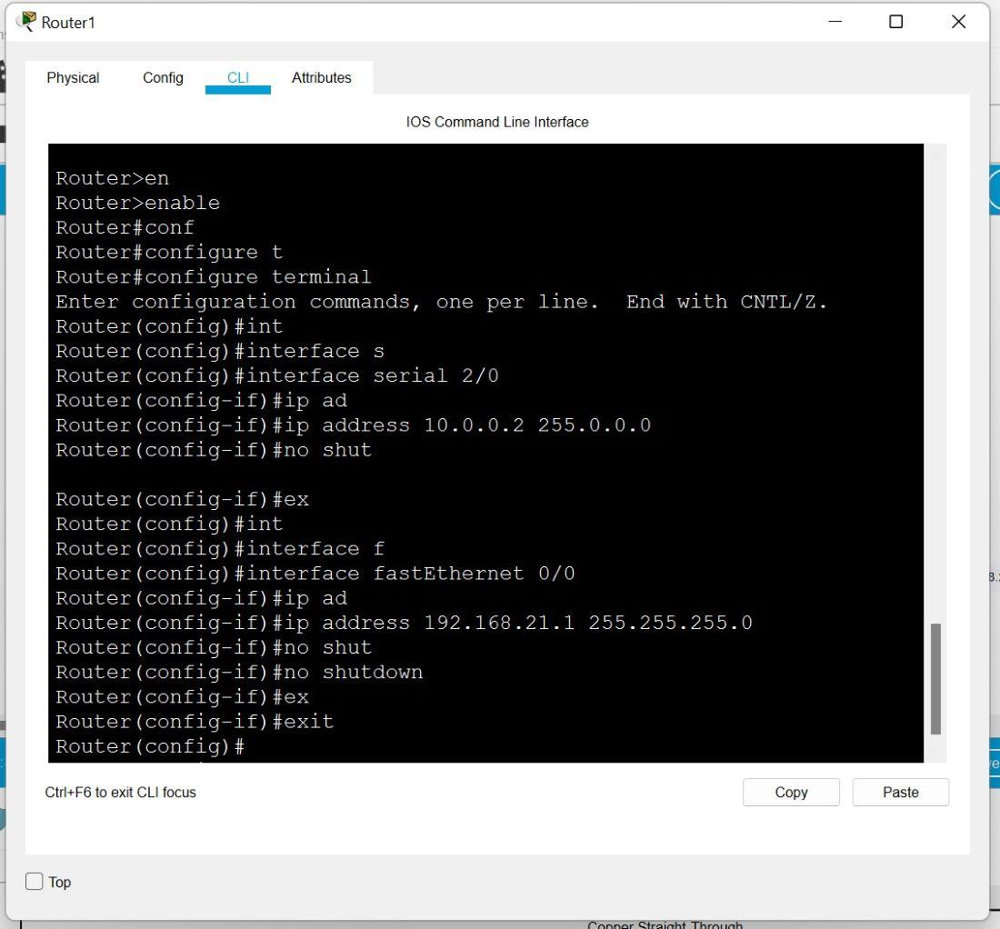 Router1
Physical Config CLI Attributes
IOS Command Line Interface
Router>en
Router>enable
Router#conf
Router#configure t
Router#configure terminal
Enter configuration commands, one per line.  End with CNTL/Z.
Router(config)#int
Router(config)#interface s
Router(config)#interface serial 2/0
Router(config-if)#ip ad
Router(config-if)#ip address 10.0.0.2 255.0.0.0
Router(config-if)#no shut
Router(config-if)#ex
Router(config)#int
Router(config)#interface f
Router(config)#interface fastEthernet 0/0
Router(config-if)#ip ad
Router(config-if)#ip address 192.168.21.1 255.255.255.0
Router(config-if)#no shut
Router(config-if)#no shutdown
Router(config-if)#ex
Router(config-if)#exit
Router(config)#
Ctrl+F6 to exit CLI focus
Copy Paste
Top
Copper Straight Through